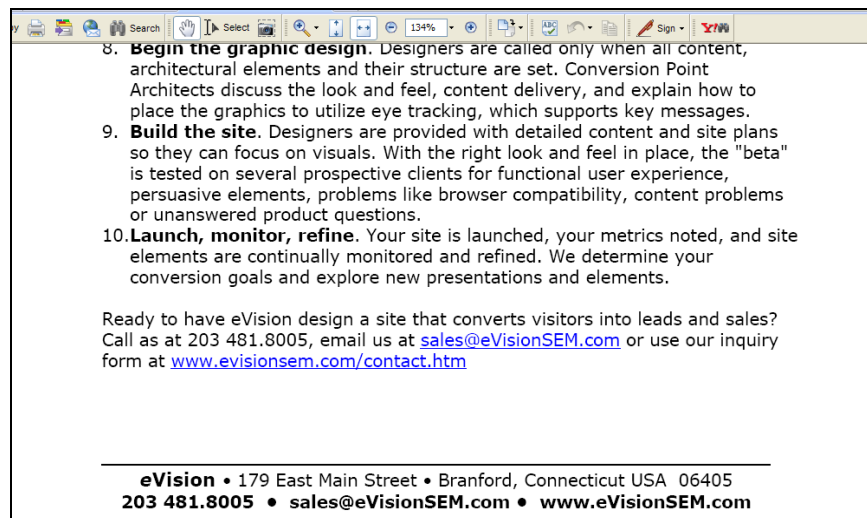 y Search Select 134% Sign Y!
8. Begin the graphic design. Designers are called only when all content,
architectural elements and their structure are set. Conversion Point
Architects discuss the look and feel, content delivery, and explain how to
place the graphics to utilize eye tracking, which supports key messages.
9. Build the site. Designers are provided with detailed content and site plans
so they can focus on visuals. With the right look and feel in place, the "beta"
is tested on several prospective clients for functional user experience,
persuasive elements, problems like browser compatibility, content problems
or unanswered product questions.
10.Launch, monitor, refine. Your site is launched, your metrics noted, and site
elements are continually monitored and refined. We determine your
conversion goals and explore new presentations and elements.
Ready to have eVision design a site that converts visitors into leads and sales?
Call as at 203 481.8005, email us at sales@eVisionSEM.com or use our inquiry
form at www.evisionsem.com/contact.htm
eVision • 179 East Main Street • Branford, Connecticut USA 06405
203 481.8005 • sales@eVisionSEM.com • www.eVisionSEM.com